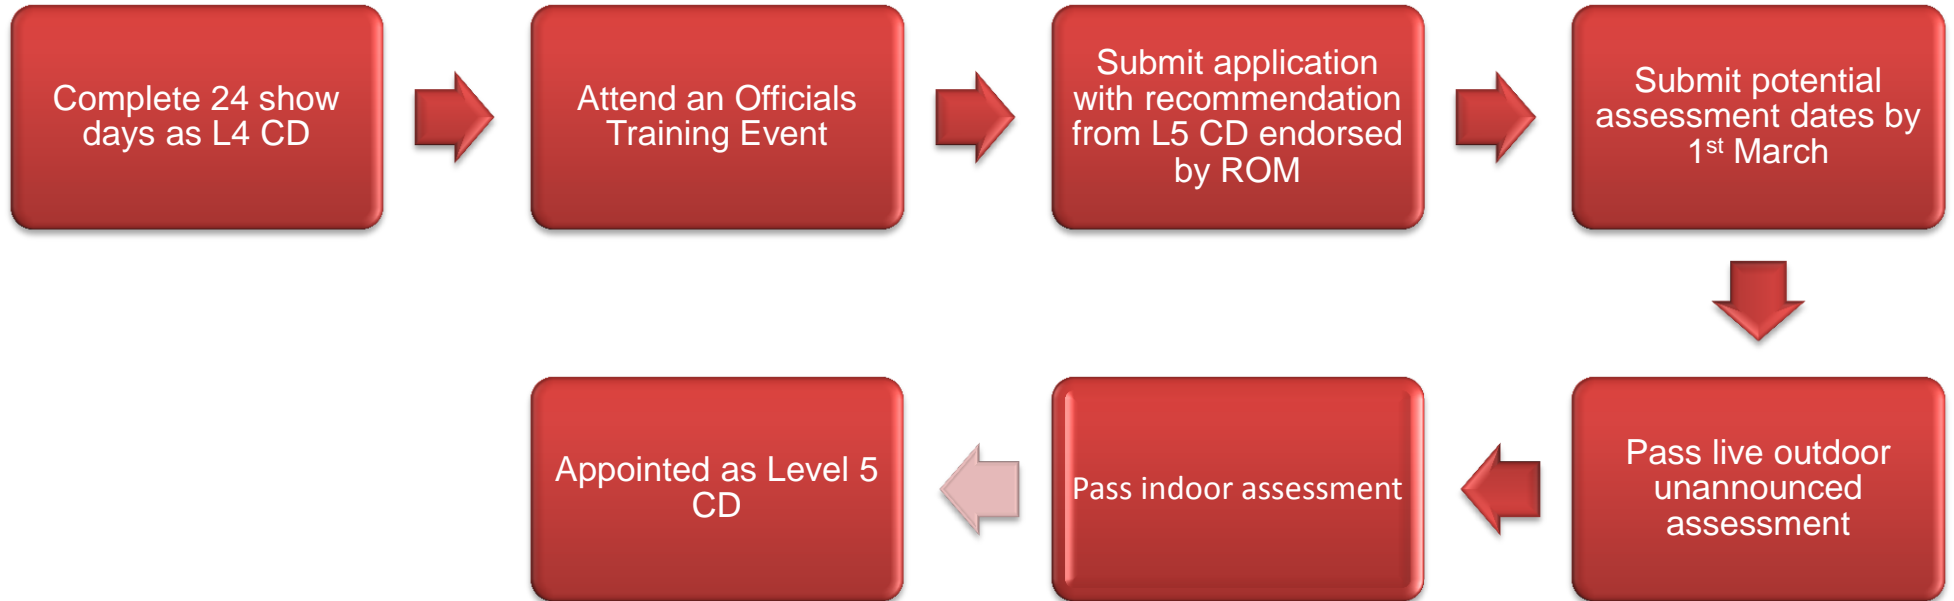 Complete 24 show
days as L4 CD
Attend an Officials
Training Event
Submit application
with recommendation
from L5 CD endorsed
by ROM
Submit potential
assessment dates by
1st March
Pass live outdoor
unannounced
assessment
Pass indoor assessment
Appointed as Level 5
CD